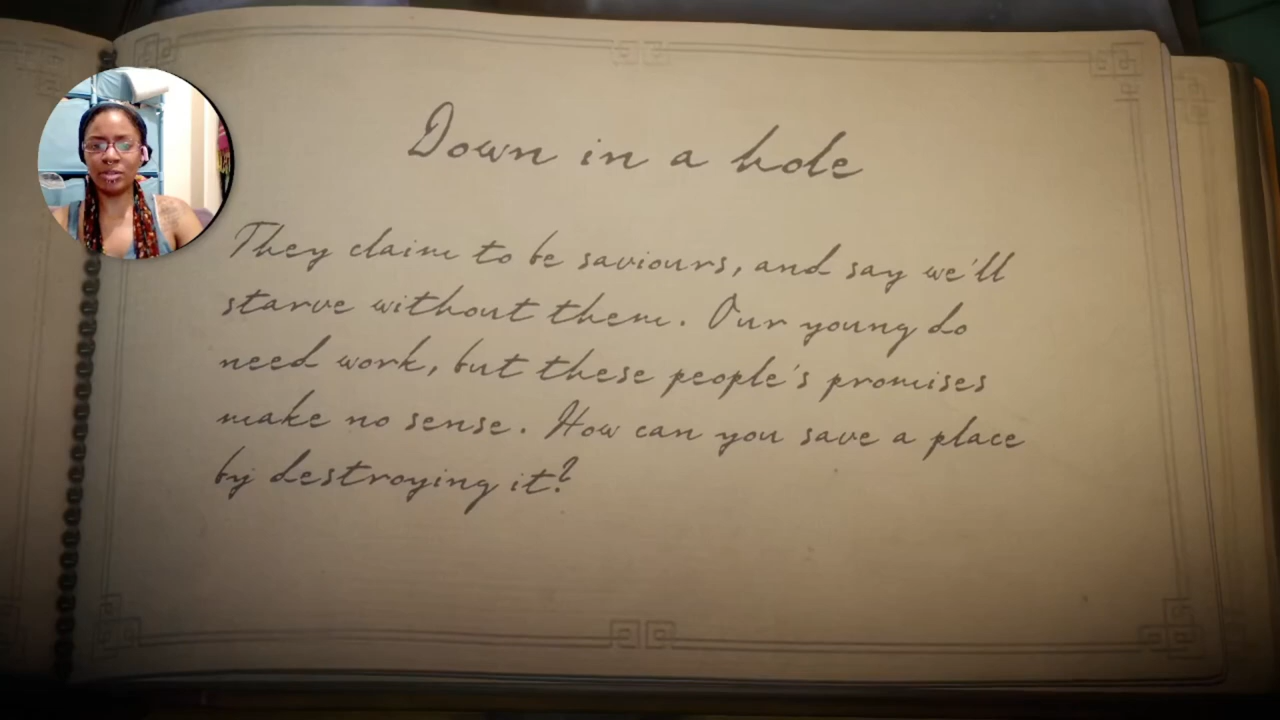 Down in a hole
They claim to be saviours, and say we'll
starve without them. Our young do
need work, but these people's promises
make no sense. How can you save a place
by destroying it?